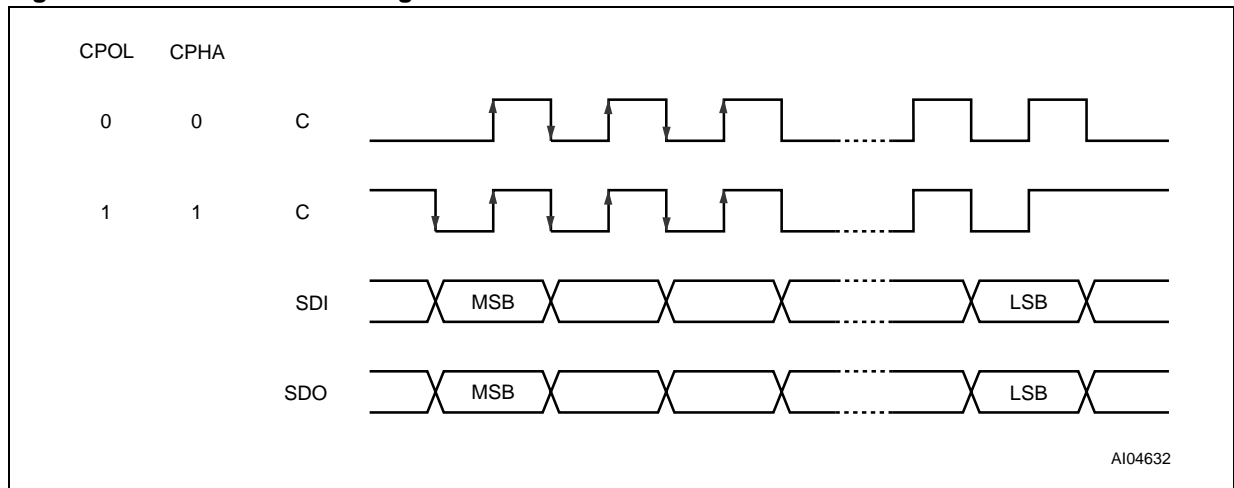 CPOL CPHA
0 0 C
1 1 C
SDI MSB LSB
SDO MSB LSB
AI04632